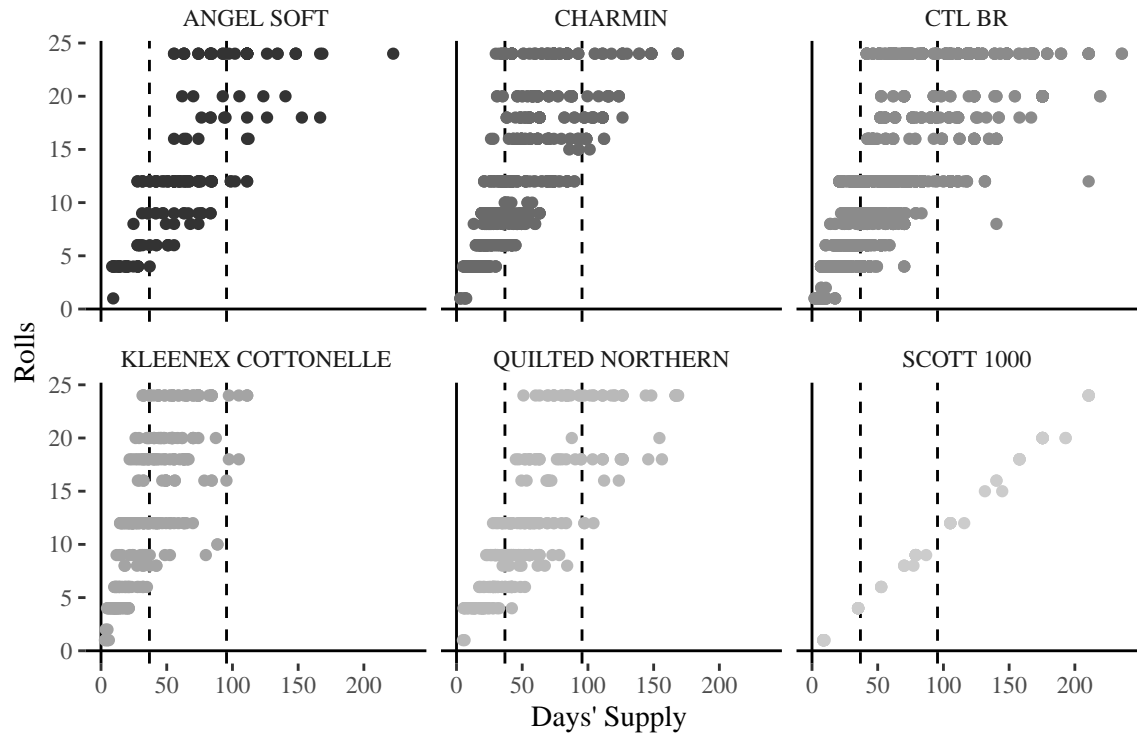 ANGEL SOFT
CHARMIN
CTL BR
25
20
15
10
5
0
KLEENEX COTTONELLE
QUILTED NORTHERN
SCOTT 1000
25
20
15
10
5
0
0 50 100 150 200
0 50 100 150 200
0 50 100 150 200
Rolls
Days' Supply